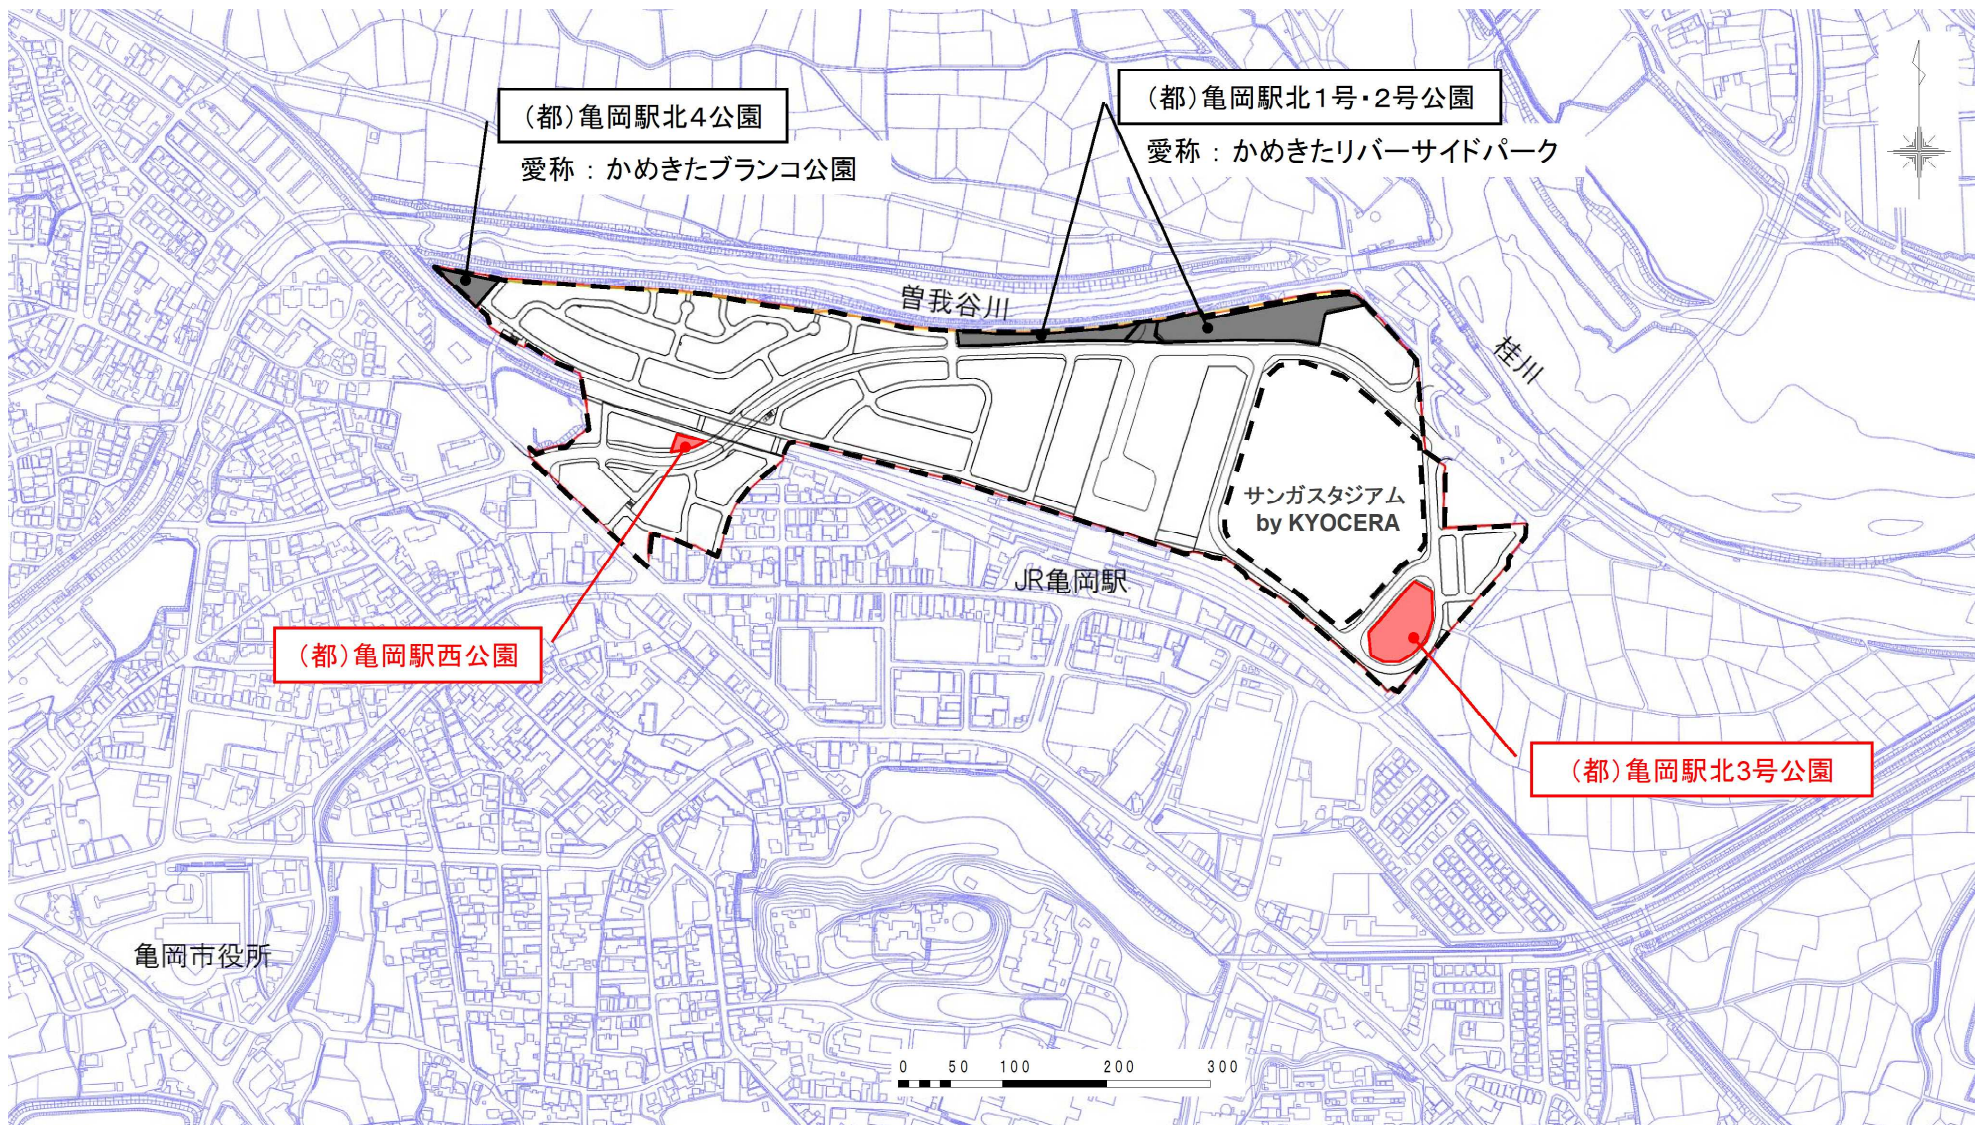 （都）亀岡駅北４公園
愛称：かめきたブランコ公園
（都）亀岡駅北１号・２号公園
愛称：かめきたリバーサイドパーク
曽我谷川
桂川
サンガスタジアム
by KYOCERA
JR亀岡駅
（都）亀岡駅西公園
（都）亀岡駅北3号公園
亀岡市役所
0 50 100 200 300